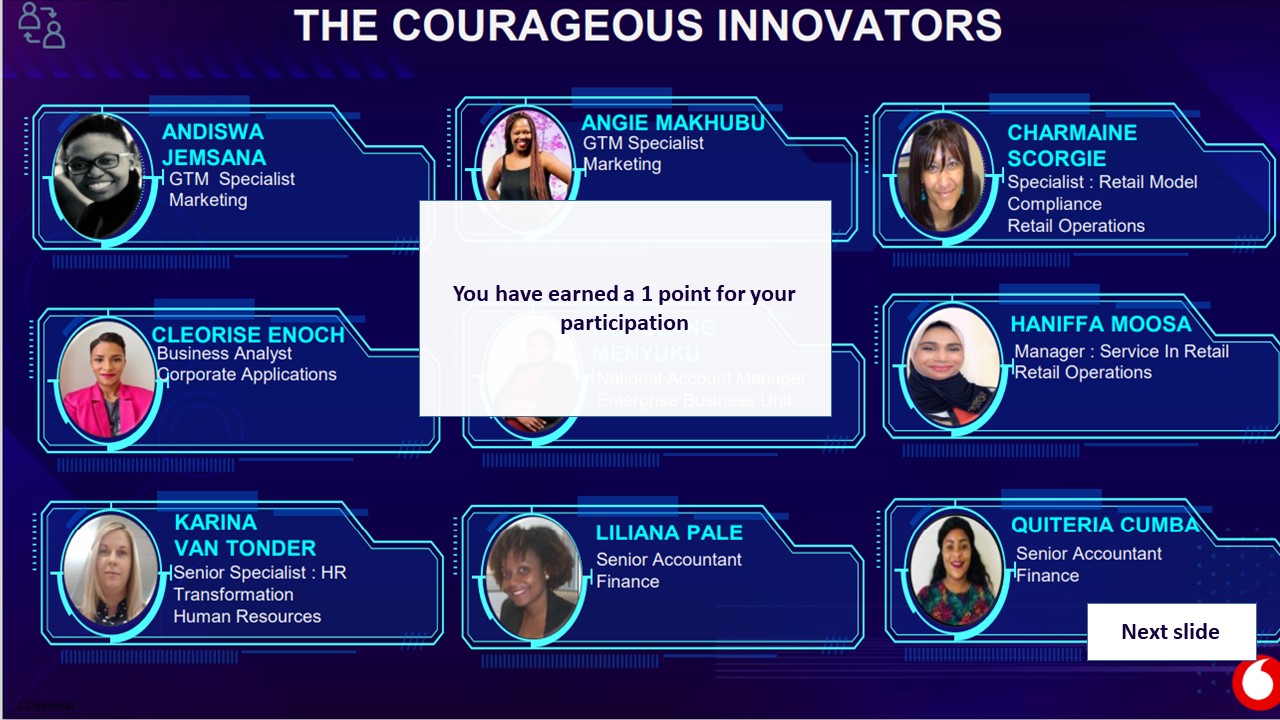 THE COURAGEOUS INNOVATORS
ANDISWA
JEMSANA
GTM Specialist
Marketing
ANGIE MAKHUBU
GTM Specialist
Marketing
CHARMAINE
SCORGIE
Specialist : Retail Model
Compliance
Retail Operations
You have earned a 1 point for your
participation
CLEORISE ENOCH
Business Analyst
Corporate Applications
MENYUKU
National Account Manager
Enterprise Business Unit
HANIFFA MOOSA
Manager : Service In Retail
Retail Operations
KARINA
VAN TONDER
Senior Specialist : HR
Transformation
Human Resources
LILIANA PALE
Senior Accountant
Finance
QUITERIA CUMBA
Senior Accountant
Finance
Next slide
C2 General